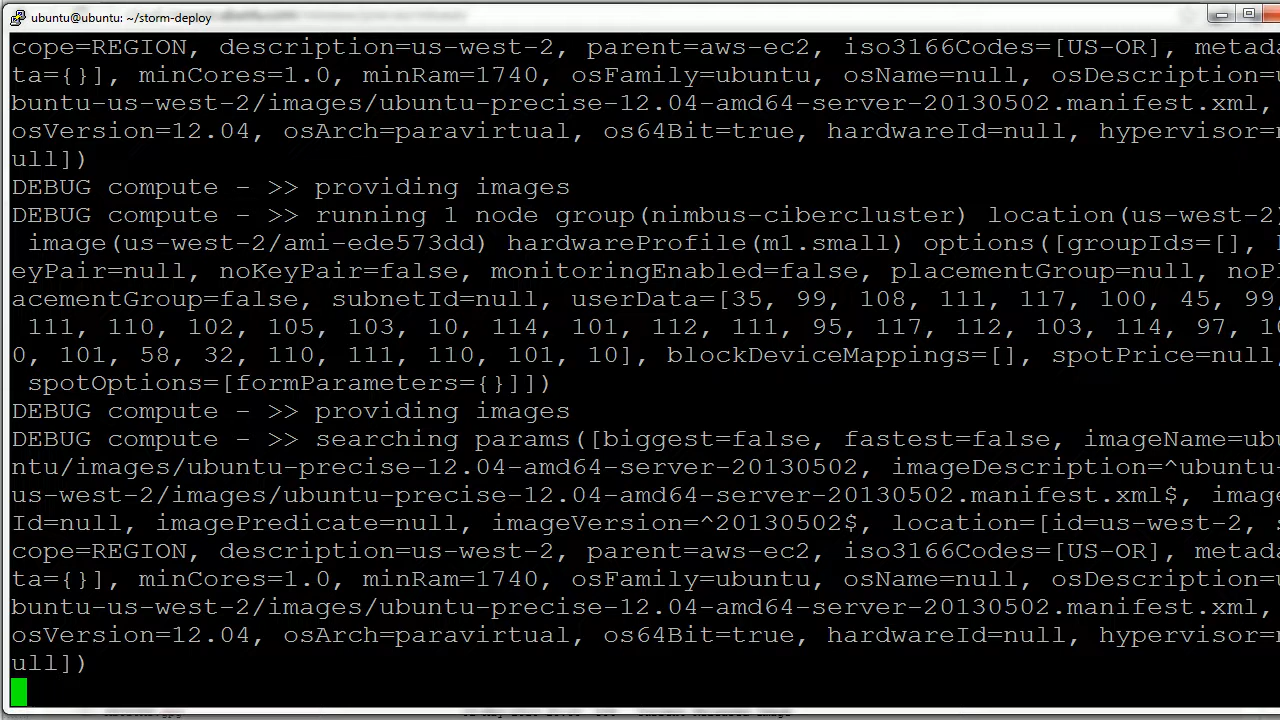 ubuntu@ubuntu: ~/storm-deploy
cope=REGION, description=us-west-2, parent=aws-ec2, iso3166Codes=[US-OR], metad
ta={}], minCores=1.0, minRam=1740, osFamily=ubuntu, osName=null, osDescription=
buntu-us-west-2/images/ubuntu-precise-12.04-amd64-server-20130502.manifest.xml,
osVersion=12.04, osArch=paravirtual, os64Bit=true, hardwareId=null, hypervisor=
ull])
DEBUG compute - >> providing images
DEBUG compute - >> running 1 node group(nimbus-cibercluster) location(us-west-2)
image(us-west-2/ami-ede573dd) hardwareProfile(m1.small) options([groupIds=[],
eyPair=null, noKeyPair=false, monitoringEnabled=false, placementGroup=null, noP
acementGroup=false, subnetId=null, userData=[35, 99, 108, 111, 117, 100, 45, 99
111, 110, 102, 105, 103, 10, 114, 101, 112, 111, 95, 117, 112, 103, 114, 97, 1
0, 101, 58, 32, 110, 111, 110, 101, 10], blockDeviceMappings=[], spotPrice=null
spotOptions=[formParameters={}]])
DEBUG compute - >> providing images
DEBUG compute - >> searching params([biggest=false, fastest=false, imageName=ubu
ntu/images/ubuntu-precise-12.04-amd64-server-20130502, imageDescription=^ubuntu
us-west-2/images/ubuntu-precise-12.04-amd64-server-20130502.manifest.xml$, imag
Id=null, imagePredicate=null, imageVersion=^20130502$, location=[id=us-west-2, s
cope=REGION, description=us-west-2, parent=aws-ec2, iso3166Codes=[US-OR], metad
ta={}], minCores=1.0, minRam=1740, osFamily=ubuntu, osName=null, osDescription=
buntu-us-west-2/images/ubuntu-precise-12.04-amd64-server-20130502.manifest.xml,
osVersion=12.04, osArch=paravirtual, os64Bit=true, hardwareId=null, hypervisor=
ull])